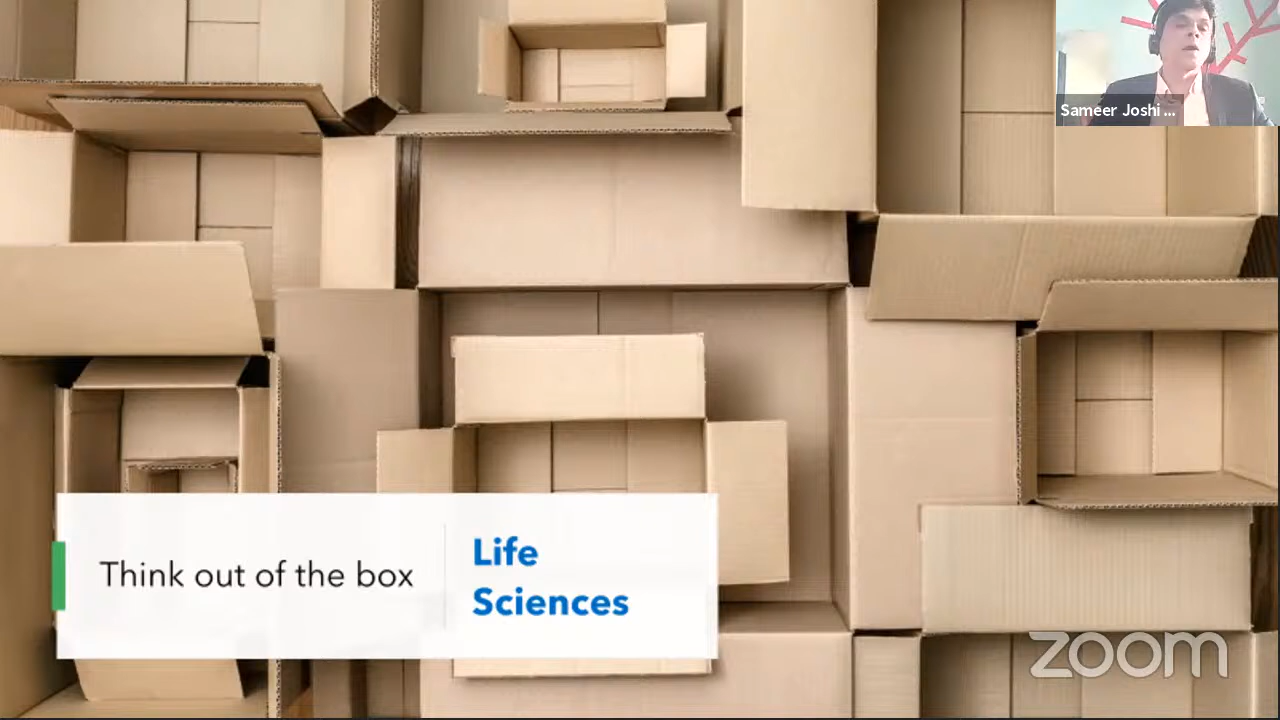 Sameer Joshi ...
Think out of the box
Life
Sciences
zoom